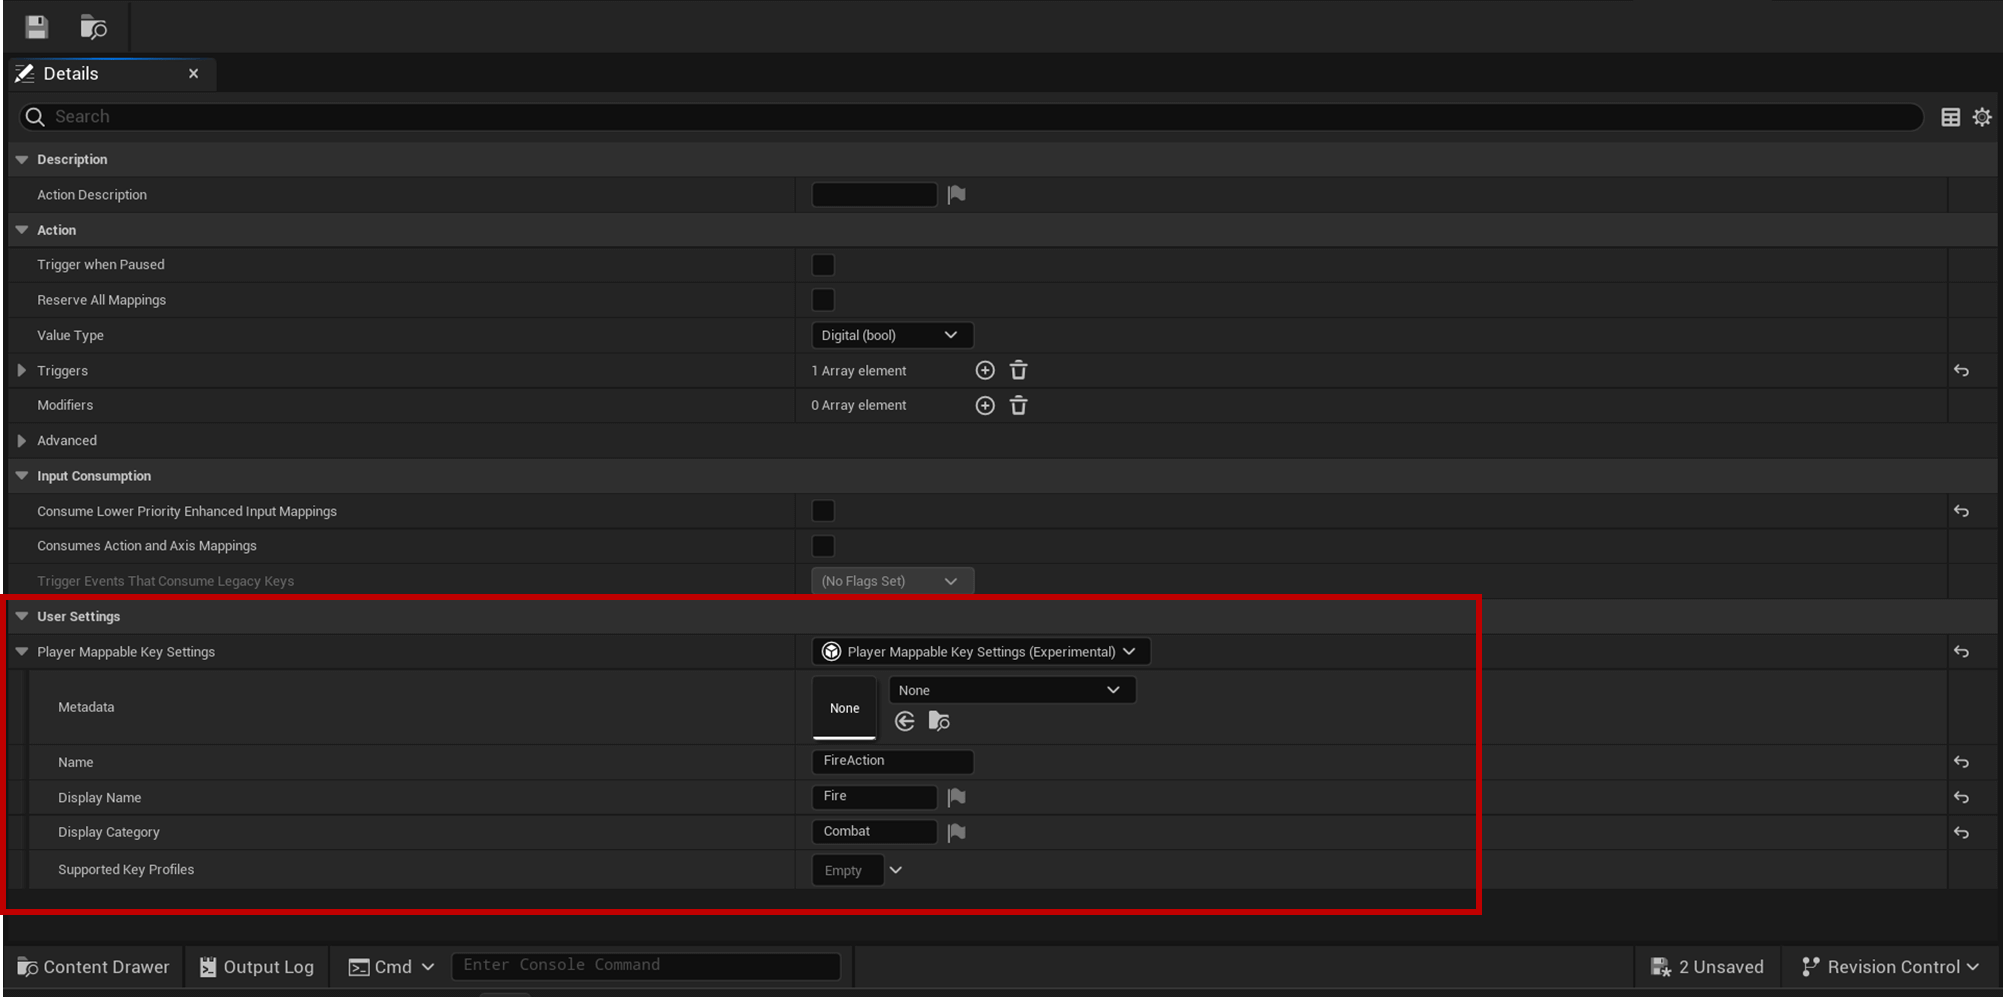 Details
Search
Description
Action Description
Action
Trigger when Paused
Reserve All Mappings
Value Type Digital (bool)
Triggers 1 Array element
Modifiers 0 Array element
Advanced
Input Consumption
Consume Lower Priority Enhanced Input Mappings
Consumes Action and Axis Mappings
Trigger Events That Consume Legacy Keys (No Flags Set)
User Settings
Player Mappable Key Settings Player Mappable Key Settings (Experimental)
Metadata None None
Name FireAction
Display Name Fire
Display Category Combat
Supported Key Profiles Empty
Content Drawer Output Log Cmd Enter Console Command 2 Unsaved Revision Control